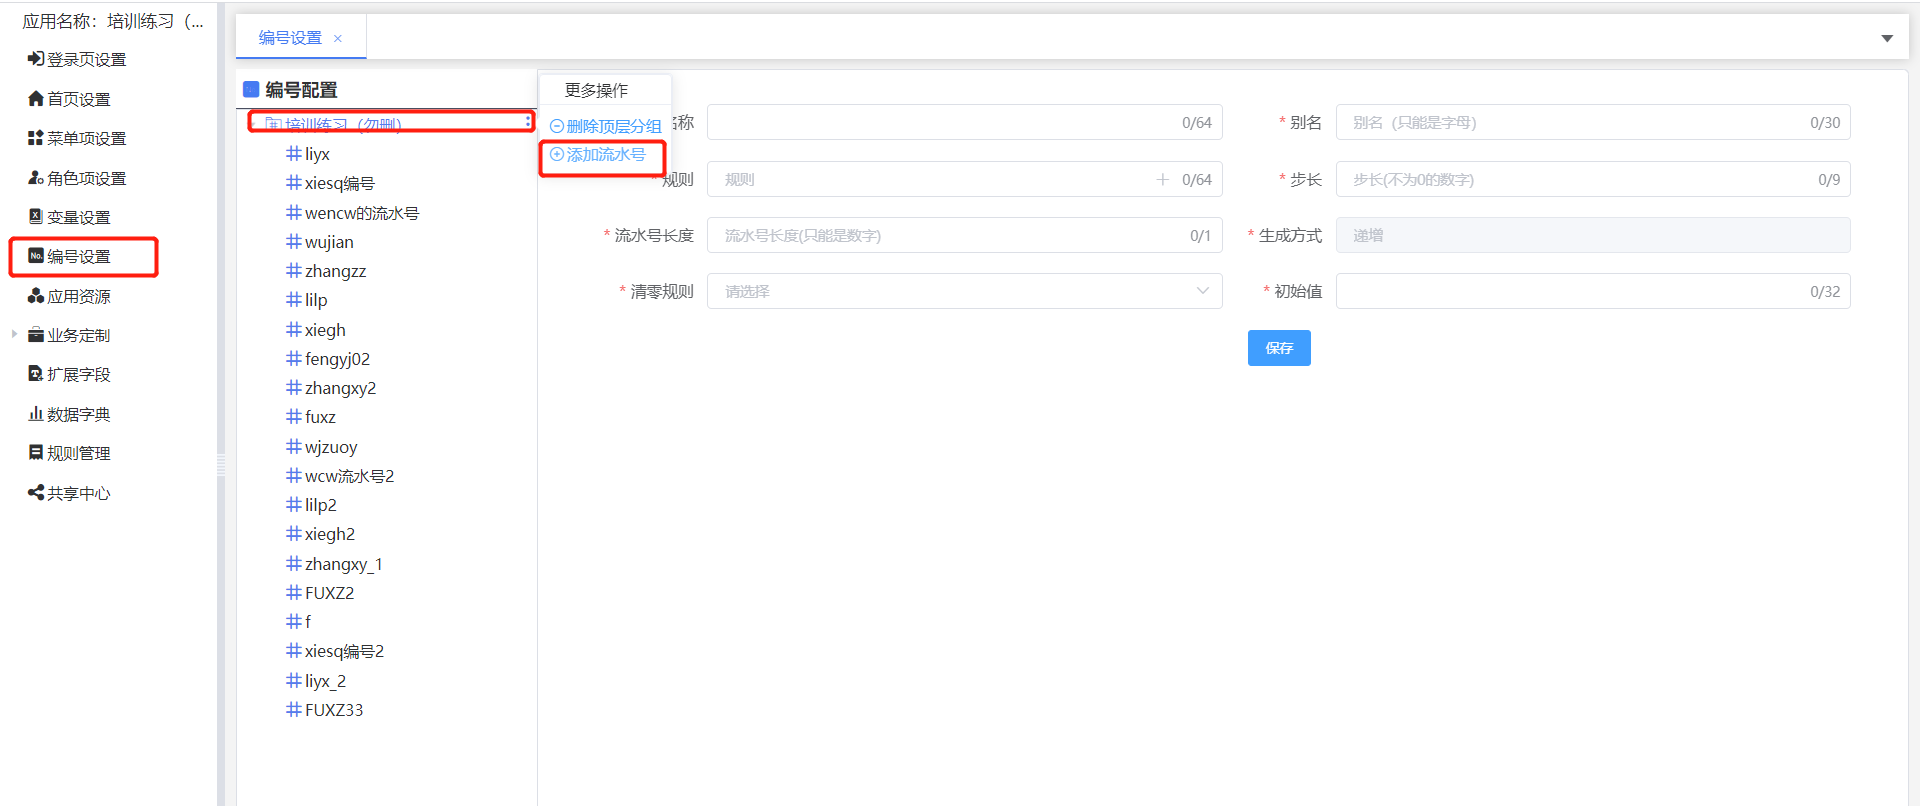 应用名称：培训练习（...
登录页设置
首页设置
菜单项设置
角色项设置
变量设置
No. 编号设置
应用资源
业务定制
扩展字段
数据字典
规则管理
共享中心
编号设置 ×
编号配置
培训练习（勿删）
liyx
xiesq编号
wencw的流水号
wujian
zhangzz
lilp
xiegh
fengyj02
zhangxy2
fuxz
wjzuoy
wcw流水号2
lilp2
xiegh2
zhangxy_1
FUXZ2
f
xiesq编号2
liyx_2
FUXZ33
更多操作
删除顶层分组
添加流水号
称 0/64
* 别名 别名（只能是字母） 0/30
* 规则 规则 0/64
* 步长 步长(不为0的数字) 0/9
* 流水号长度 流水号长度(只能是数字) 0/1
* 生成方式 递增
* 清零规则 请选择
* 初始值 0/32
保存